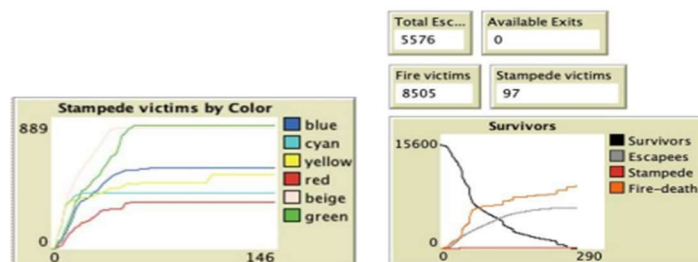 Total Esc...
5576
Available Exits
0
Fire victims
8505
Stampede victims
97
Stampede victims by Color
889
0
0
146
blue
cyan
yellow
red
beige
green
Survivors
15600
0
0
290
Survivors
Escapees
Stampede
Fire-death